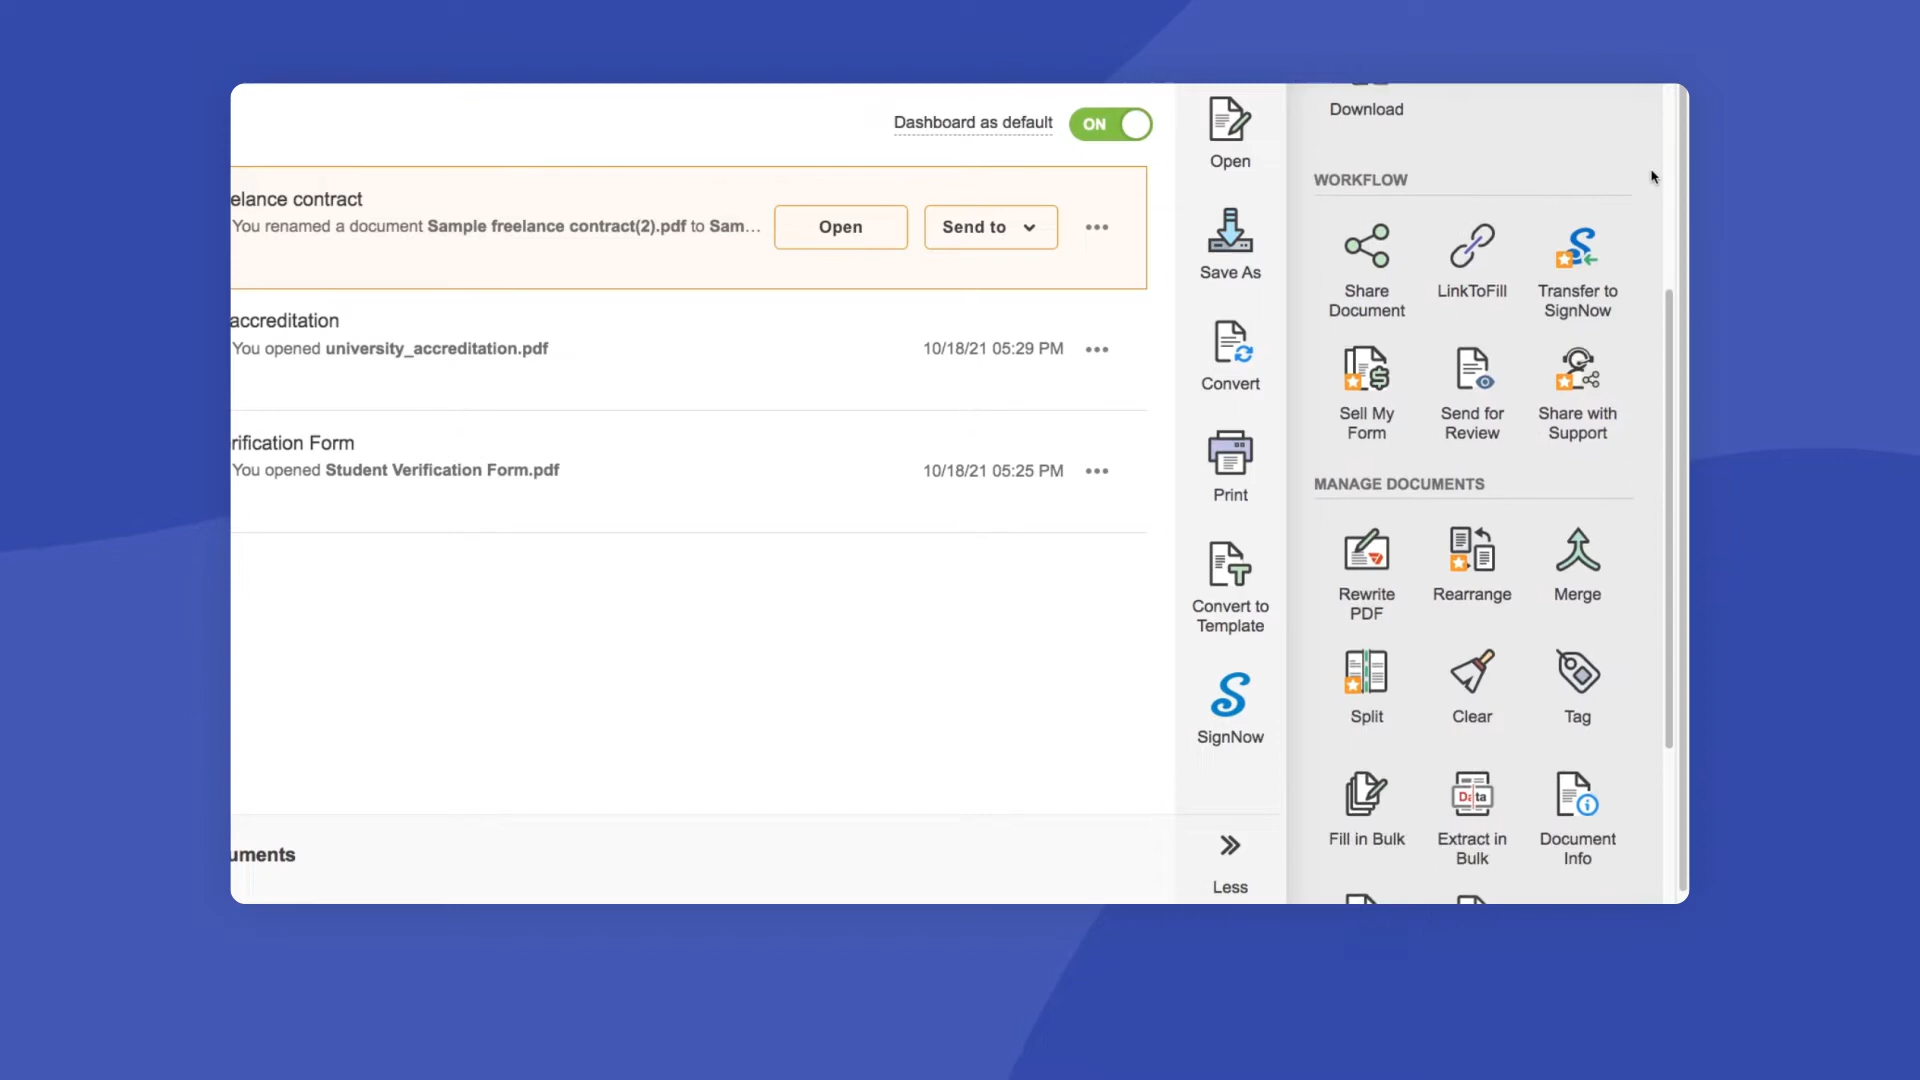 Dashboard as default
ON
elance contract
You renamed a document Sample freelance contract(2).pdf to Sam...
Open
Send to
accreditation
You opened university_accreditation.pdf
10/18/21 05:29 PM
rification Form
You opened Student Verification Form.pdf
10/18/21 05:25 PM
uments
Open
Save As
Convert
Print
Convert to
Template
SignNow
Less
Download
WORKFLOW
Share
Document
LinkToFill
Transfer to
SignNow
Sell My
Form
Send for
Review
Share with
Support
MANAGE DOCUMENTS
Rewrite
PDF
Rearrange
Merge
Split
Clear
Tag
Fill in Bulk
Data
Extract in
Bulk
Document
Info